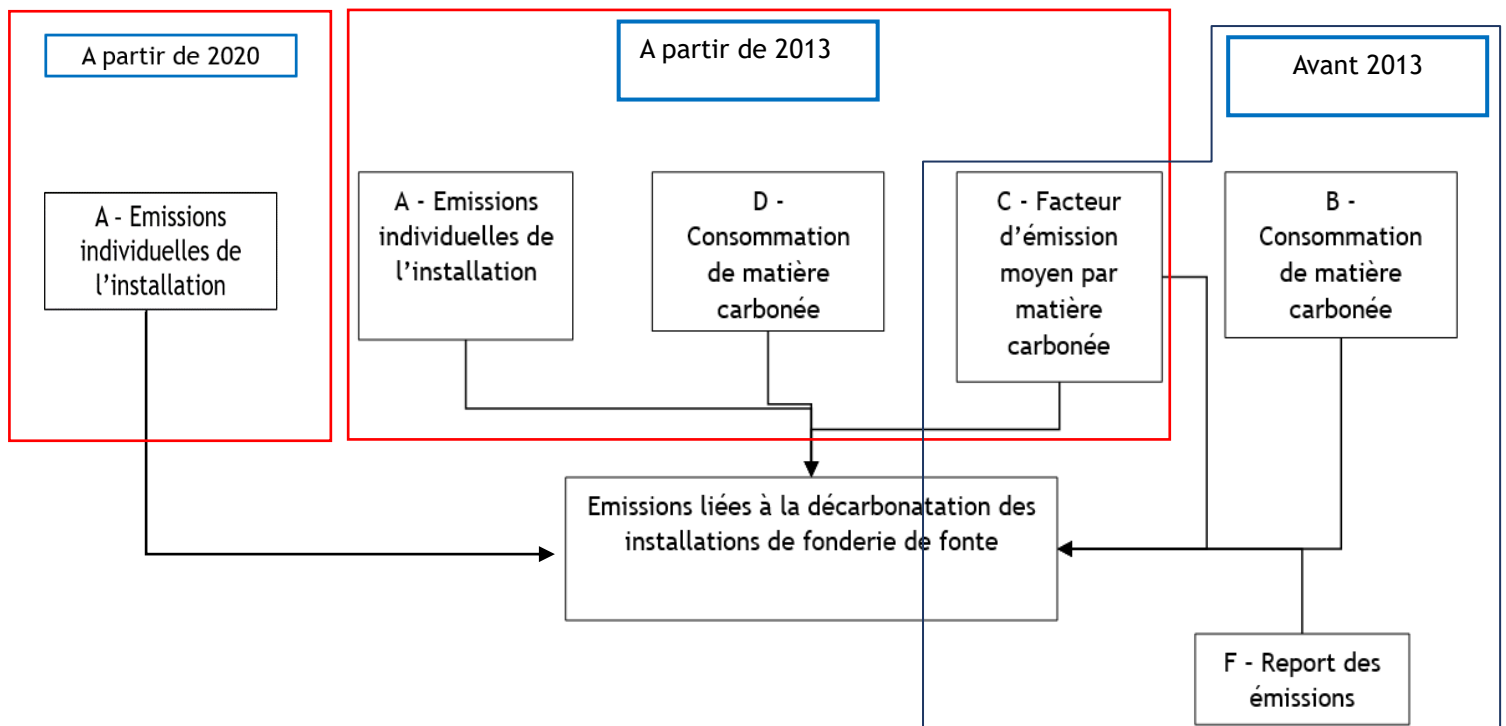 A partir de 2020
A partir de 2013
Avant 2013
A - Emissions
individuelles de
l’installation
A - Emissions
individuelles de
l’installation
D -
Consommation
de matière
carbonée
C - Facteur
d’émission
moyen par
matière
carbonée
B -
Consommation
de matière
carbonée
Emissions liées à la décarbonatation des
installations de fonderie de fonte
F - Report des
émissions